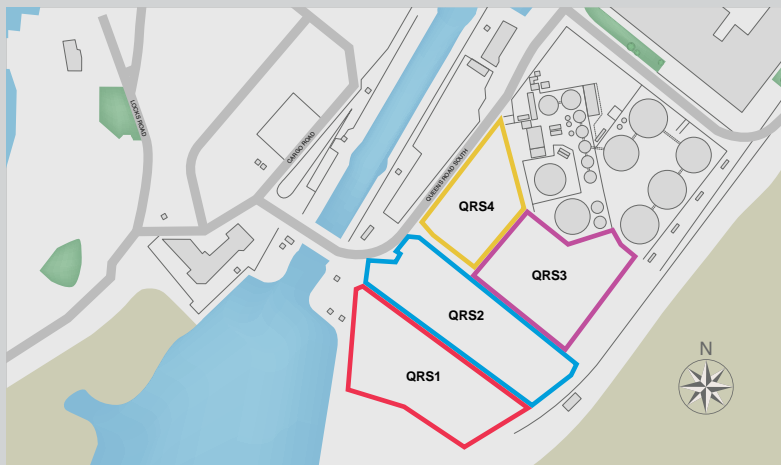 LOCKS ROAD
CARGO ROAD
QUEENS ROAD SOUTH
QRS4
QRS3
QRS2
QRS1
N